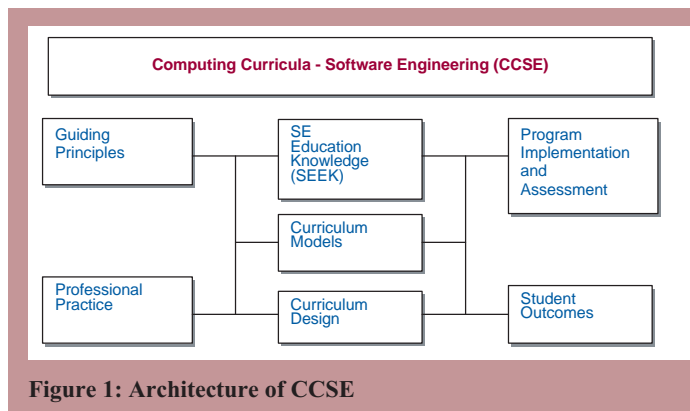 Computing Curricula - Software Engineering (CCSE)
Guiding
Principles
SE
Education
Knowledge
(SEEK)
Program
Implementation
and
Assessment
Curriculum
Models
Professional
Practice
Curriculum
Design
Student
Outcomes
Figure 1: Architecture of CCSE